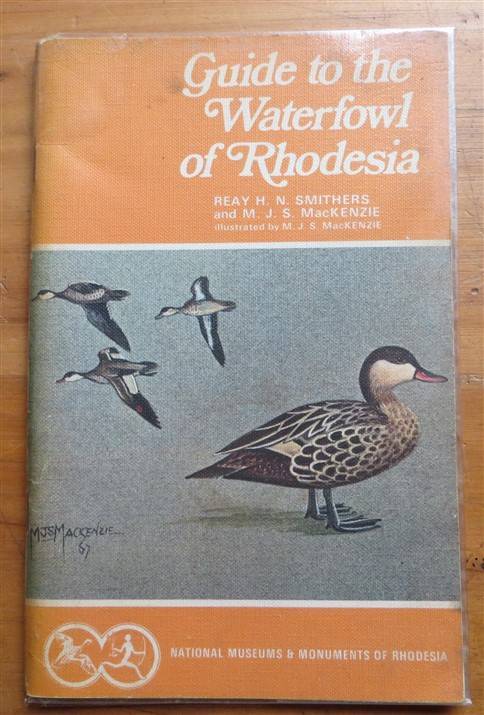 Guide to the
Waterfowl
of Rhodesia
REAY H. N. SMITHERS
and M. J. S. MacKENZIE
illustrated by M. J. S. MacKENZIE
MJSMACKENZIE...
67
NATIONAL MUSEUMS & MONUMENTS OF RHODESIA